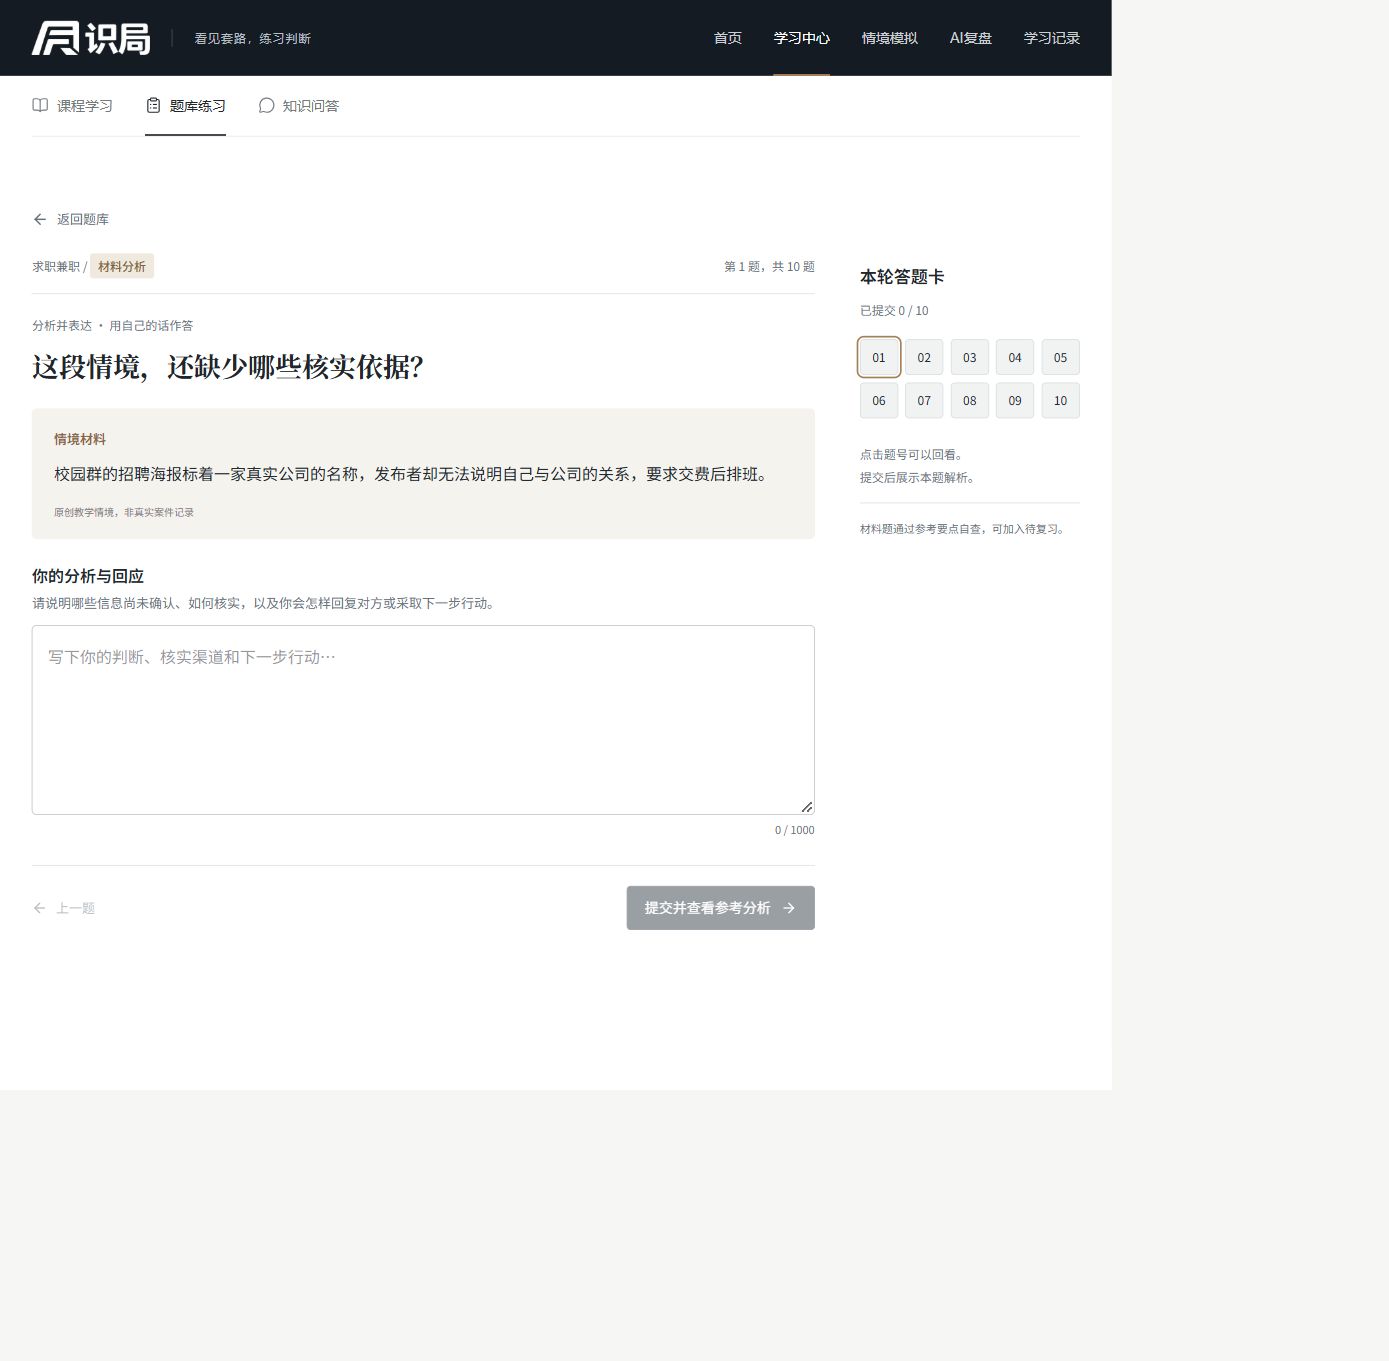 识局
看见套路，练习判断
首页
学习中心
情境模拟
AI复盘
学习记录
课程学习
题库练习
知识问答
返回题库
求职兼职 / 材料分析
第 1 题，共 10 题
分析并表达 · 用自己的话作答
这段情境，还缺少哪些核实依据？
情境材料
校园群的招聘海报标着一家真实公司的名称，发布者却无法说明自己与公司的关系，要求交费后排班。
原创教学情境，非真实案件记录
你的分析与回应
请说明哪些信息尚未确认、如何核实，以及你会怎样回复对方或采取下一步行动。
写下你的判断、核实渠道和下一步行动…
0 / 1000
上一题
提交并查看参考分析
本轮答题卡
已提交 0 / 10
01 02 03 04 05
06 07 08 09 10
点击题号可以回看。
提交后展示本题解析。
材料题通过参考要点自查，可加入待复习。